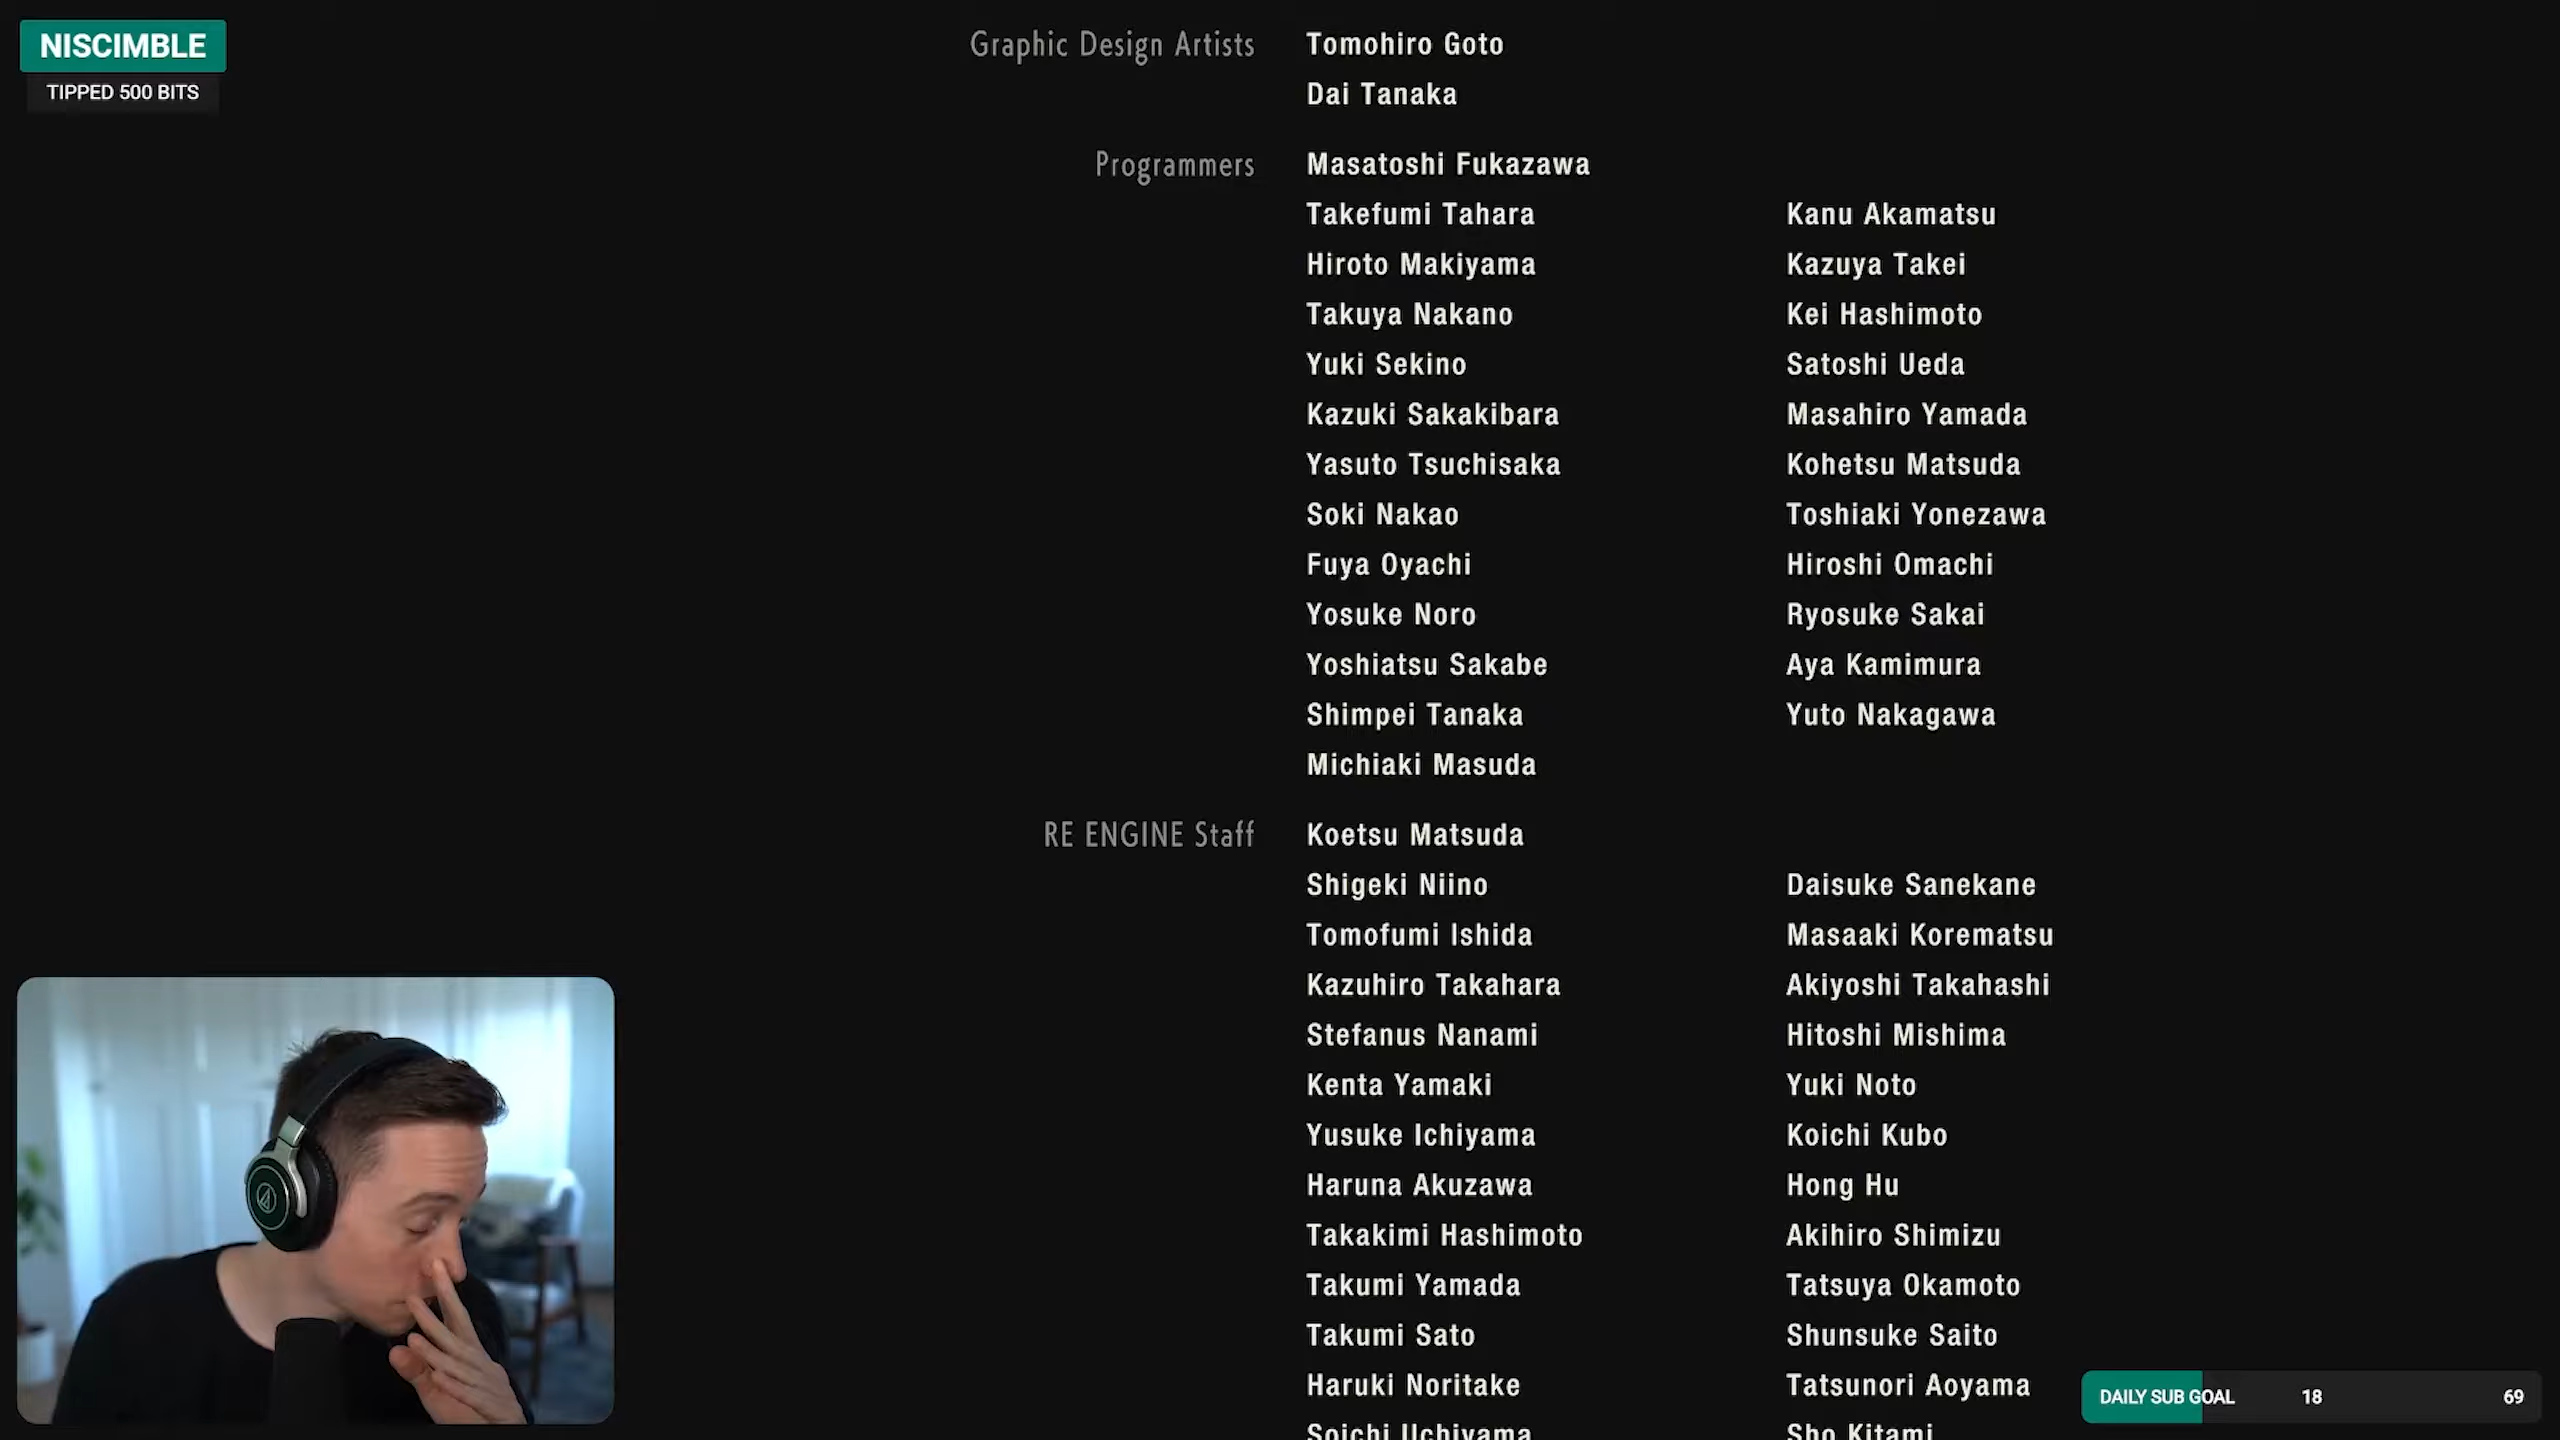 NISCIMBLE
TIPPED 500 BITS
Graphic Design Artists Tomohiro Goto
Dai Tanaka
Programmers Masatoshi Fukazawa
Takefumi Tahara Kanu Akamatsu
Hiroto Makiyama Kazuya Takei
Takuya Nakano Kei Hashimoto
Yuki Sekino Satoshi Ueda
Kazuki Sakakibara Masahiro Yamada
Yasuto Tsuchisaka Kohetsu Matsuda
Soki Nakao Toshiaki Yonezawa
Fuya Oyachi Hiroshi Omachi
Yosuke Noro Ryosuke Sakai
Yoshiatsu Sakabe Aya Kamimura
Shimpei Tanaka Yuto Nakagawa
Michiaki Masuda
RE ENGINE Staff Koetsu Matsuda
Shigeki Niino Daisuke Sanekane
Tomofumi Ishida Masaaki Korematsu
Kazuhiro Takahara Akiyoshi Takahashi
Stefanus Nanami Hitoshi Mishima
Kenta Yamaki Yuki Noto
Yusuke Ichiyama Koichi Kubo
Haruna Akuzawa Hong Hu
Takakimi Hashimoto Akihiro Shimizu
Takumi Yamada Tatsuya Okamoto
Takumi Sato Shunsuke Saito
Haruki Noritake Tatsunori Aoyama
Soichi Uchiyama Sho Kitami
DAILY SUB GOAL 18 69